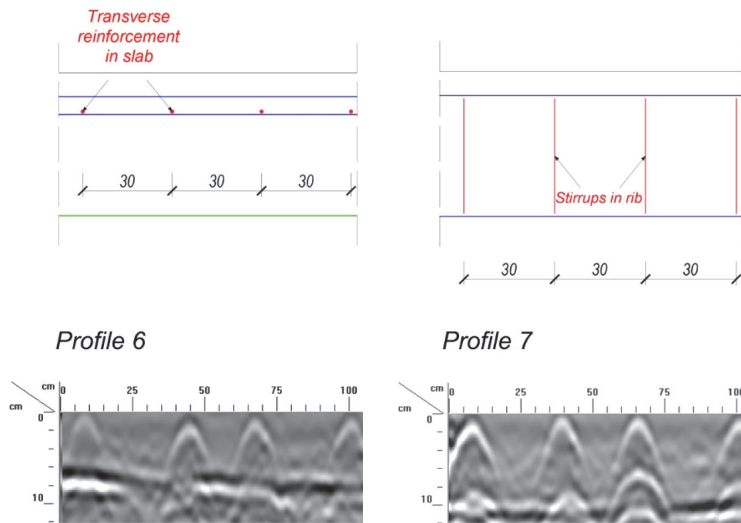 Transverse
reinforcement
in slab
30 30 30
Stirrups in rib
30 30 30
Profile 6
Profile 7
cm 0 25 50 75 100
cm
0
10
cm 0 25 50 75 100
cm
0
10